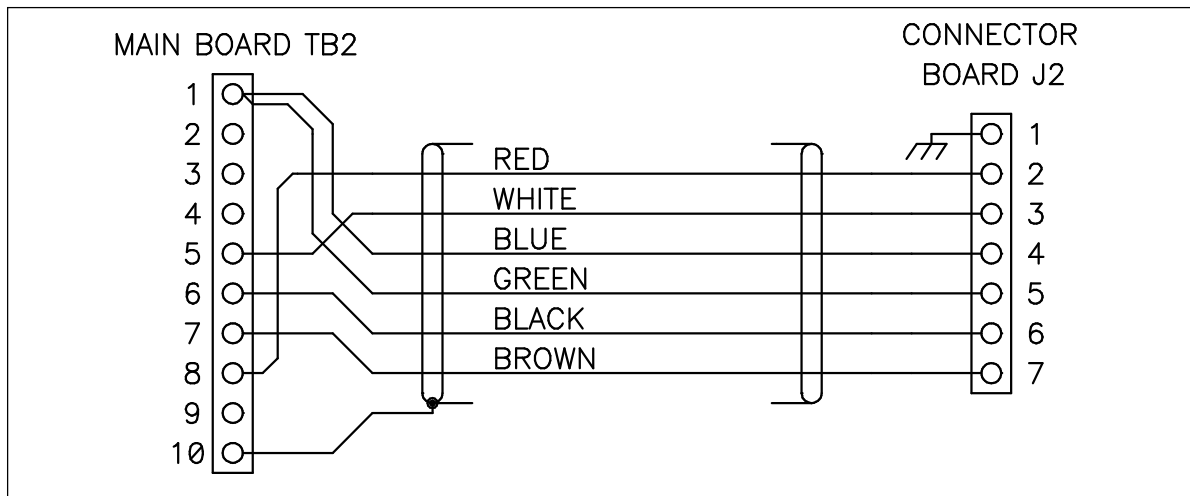 MAIN BOARD TB2
1
2
3
4
5
6
7
8
9
10
RED
WHITE
BLUE
GREEN
BLACK
BROWN
CONNECTOR
BOARD J2
1
2
3
4
5
6
7